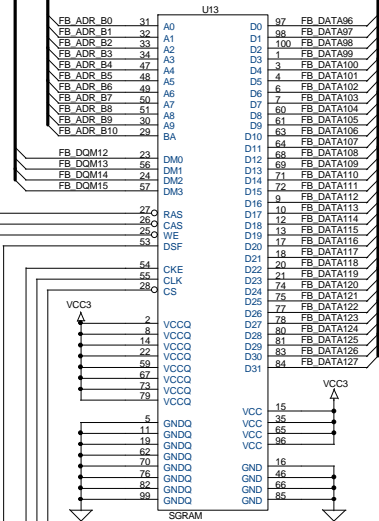 U13
FB_ADR_B0 31 A0
FB_ADR_B1 32 A1
FB_ADR_B2 33 A2
FB_ADR_B3 34 A3
FB_ADR_B4 47 A4
FB_ADR_B5 48 A5
FB_ADR_B6 49 A6
FB_ADR_B7 50 A7
FB_ADR_B8 51 A8
FB_ADR_B9 30 A9
FB_ADR_B10 29 BA
FB_DQM12 23 DM0
FB_DQM13 56 DM1
FB_DQM14 24 DM2
FB_DQM15 57 DM3
27 RAS
26 CAS
25 WE
53 DSF
54 CKE
55 CLK
28 CS
VCC3
2 VCCQ
8 VCCQ
14 VCCQ
22 VCCQ
59 VCCQ
67 VCCQ
73 VCCQ
79 VCCQ
5 GNDQ
11 GNDQ
19 GNDQ
62 GNDQ
70 GNDQ
76 GNDQ
82 GNDQ
99 GNDQ
D0 97 FB_DATA96
D1 98 FB_DATA97
D2 100 FB_DATA98
D3 1 FB_DATA99
D4 3 FB_DATA100
D5 4 FB_DATA101
D6 6 FB_DATA102
D7 7 FB_DATA103
D8 60 FB_DATA104
D9 61 FB_DATA105
D10 63 FB_DATA106
D11 64 FB_DATA107
D12 68 FB_DATA108
D13 69 FB_DATA109
D14 71 FB_DATA110
D15 72 FB_DATA111
D16 9 FB_DATA112
D17 10 FB_DATA113
D18 12 FB_DATA114
D19 13 FB_DATA115
D20 17 FB_DATA116
D21 18 FB_DATA117
D22 20 FB_DATA118
D23 21 FB_DATA119
D24 74 FB_DATA120
D25 75 FB_DATA121
D26 77 FB_DATA122
D27 78 FB_DATA123
D28 80 FB_DATA124
D29 81 FB_DATA125
D30 83 FB_DATA126
D31 84 FB_DATA127
VCC3
VCC 15
VCC 35
VCC 65
VCC 96
GND 16
GND 46
GND 66
GND 85
SGRAM